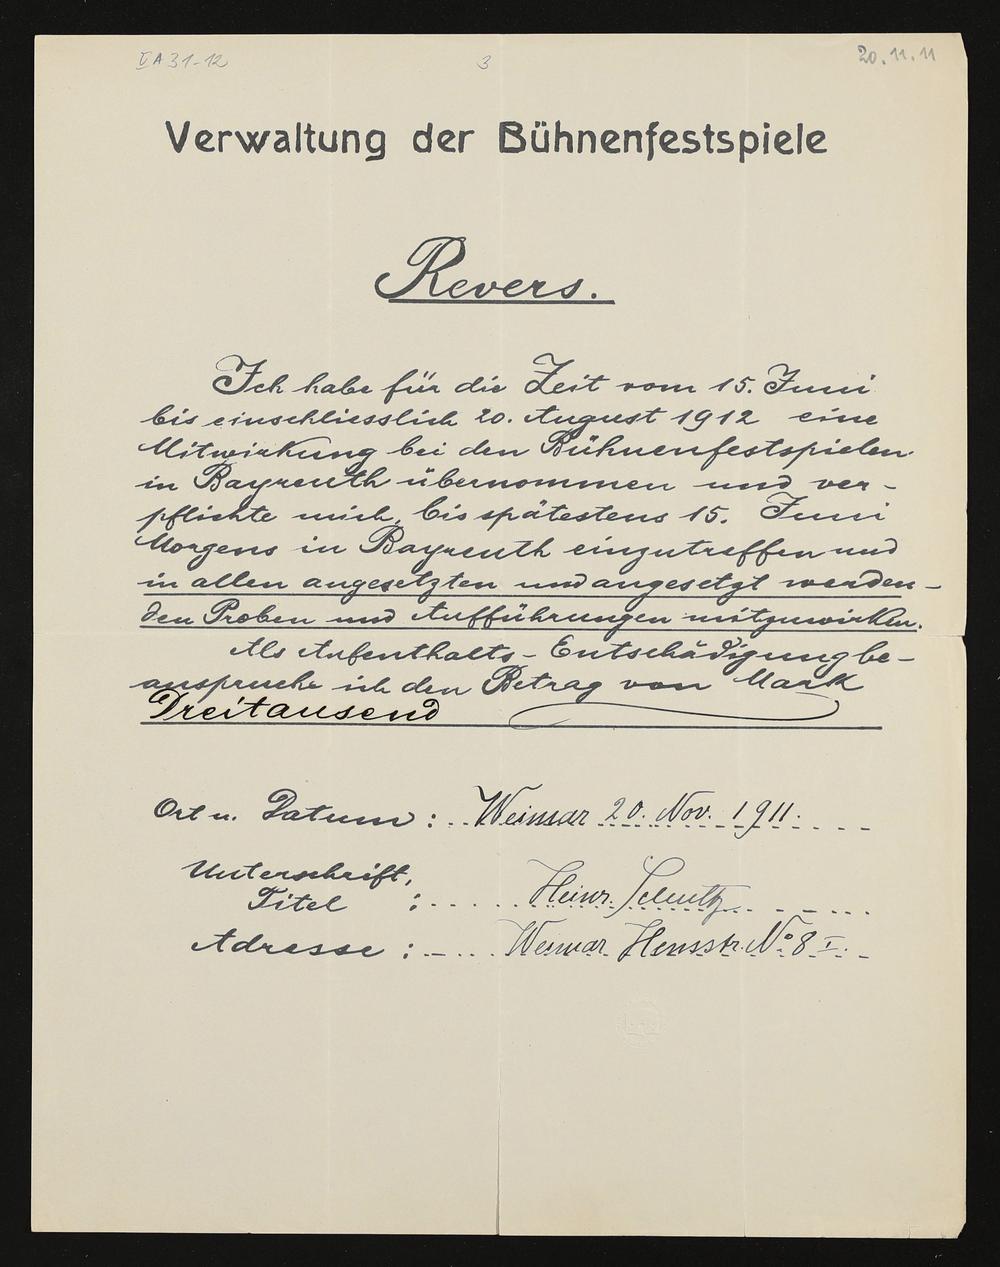 V A 31-12
3
20.11.11
Verwaltung der Bühnenfestspiele
Revers.
Ich habe für die Zeit vom 15. Juni
bis einschliesslich 20. August 1912 eine
Mitwirkung bei den Bühnenfestspielen
in Bayreuth übernommen und ver-
pflichte mich, bis spätestens 15. Juni
Morgens in Bayreuth einzutreffen und
in allen angesetzten und angesetzt werden-
den Proben und Aufführungen mitzuwirken.
Als Aufenthalts-Entschädigung be-
anspruche ich den Betrag von Mark
Dreitausend
Ort u. Datum: Weimar 20. Nov. 1911.
Unterschrift,
Titel : Heinr. Schultz
Adresse: Weimar Hensstr. No 8 I.